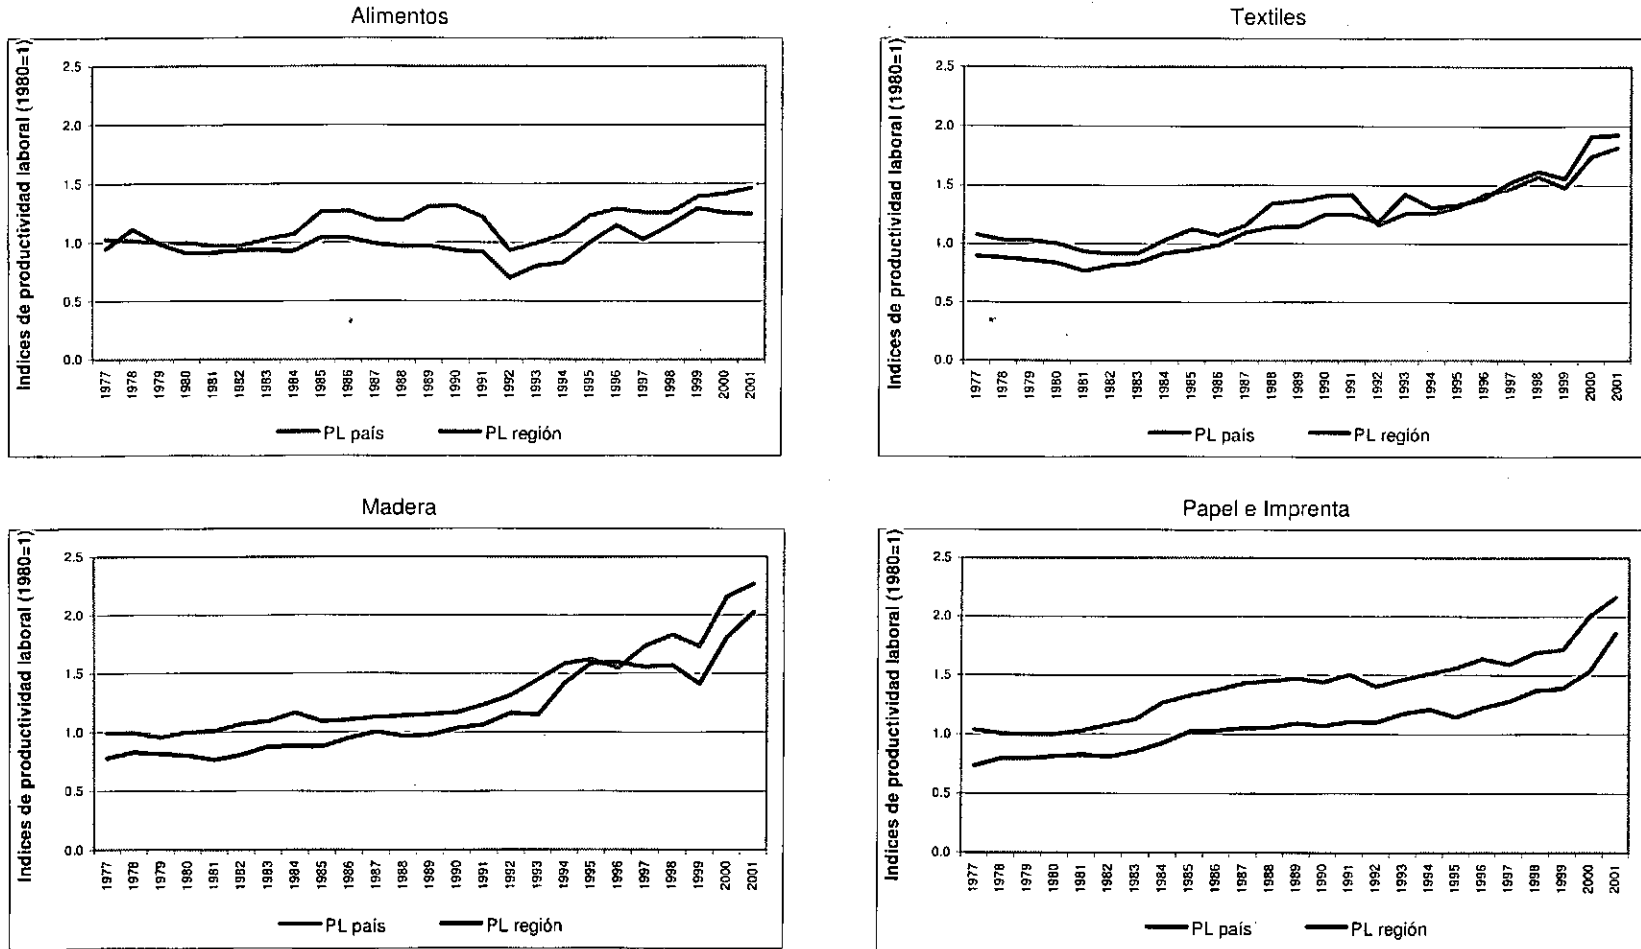 Alimentos
Indices de productividad laboral (1980=1)
2.5
2.0
1.5
1.0
0.5
0.0
1977 1978 1979 1980 1981 1982 1983 1984 1985 1986 1987 1988 1989 1990 1991 1992 1993 1994 1995 1996 1997 1998 1999 2000 2001
PL país PL región
Textiles
Indices de productividad laboral (1980=1)
2.5
2.0
1.5
1.0
0.5
0.0
1977 1978 1979 1980 1981 1982 1983 1984 1985 1986 1987 1988 1989 1990 1991 1992 1993 1994 1995 1996 1997 1998 1999 2000 2001
PL país PL región
Madera
Indices de productividad laboral (1980=1)
2.5
2.0
1.5
1.0
0.5
0.0
1977 1978 1979 1980 1981 1982 1983 1984 1985 1986 1987 1988 1989 1990 1991 1992 1993 1994 1995 1996 1997 1998 1999 2000 2001
PL país PL región
Papel e Imprenta
Indices de productividad laboral (1980=1)
2.5
2.0
1.5
1.0
0.5
0.0
1977 1978 1979 1980 1981 1982 1983 1984 1985 1986 1987 1988 1989 1990 1991 1992 1993 1994 1995 1996 1997 1998 1999 2000 2001
PL país PL región